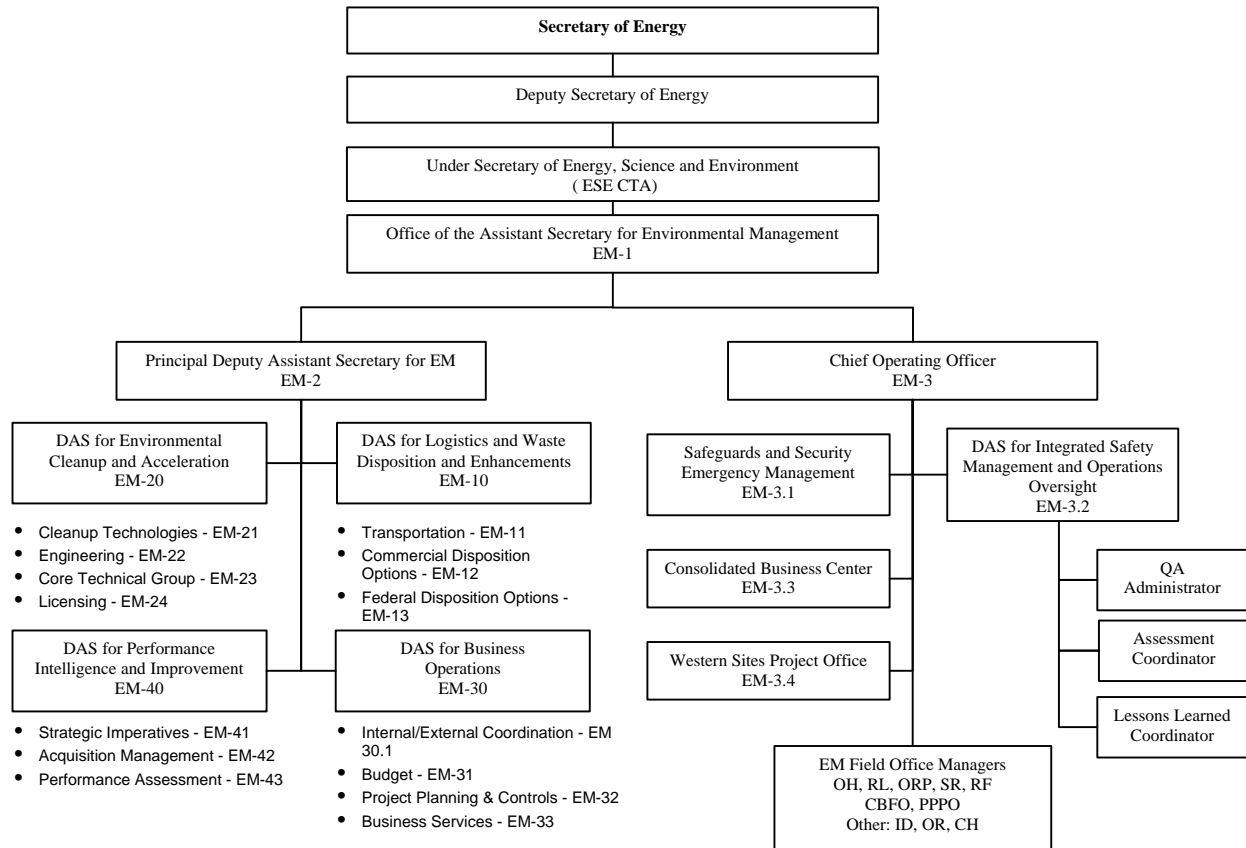 Secretary of Energy
Deputy Secretary of Energy
Under Secretary of Energy, Science and Environment
( ESE CTA)
Office of the Assistant Secretary for Environmental Management
EM-1
Principal Deputy Assistant Secretary for EM
EM-2
Chief Operating Officer
EM-3
DAS for Environmental
Cleanup and Acceleration
EM-20
• Cleanup Technologies - EM-21
• Engineering - EM-22
• Core Technical Group - EM-23
• Licensing - EM-24
DAS for Logistics and Waste
Disposition and Enhancements
EM-10
• Transportation - EM-11
• Commercial Disposition
Options - EM-12
• Federal Disposition Options -
EM-13
DAS for Performance
Intelligence and Improvement
EM-40
• Strategic Imperatives - EM-41
• Acquisition Management - EM-42
• Performance Assessment - EM-43
DAS for Business
Operations
EM-30
• Internal/External Coordination - EM
30.1
• Budget - EM-31
• Project Planning & Controls - EM-32
• Business Services - EM-33
Safeguards and Security
Emergency Management
EM-3.1
DAS for Integrated Safety
Management and Operations
Oversight
EM-3.2
Consolidated Business Center
EM-3.3
Western Sites Project Office
EM-3.4
QA
Administrator
Assessment
Coordinator
Lessons Learned
Coordinator
EM Field Office Managers
OH, RL, ORP, SR, RF
CBFO, PPPO
Other: ID, OR, CH